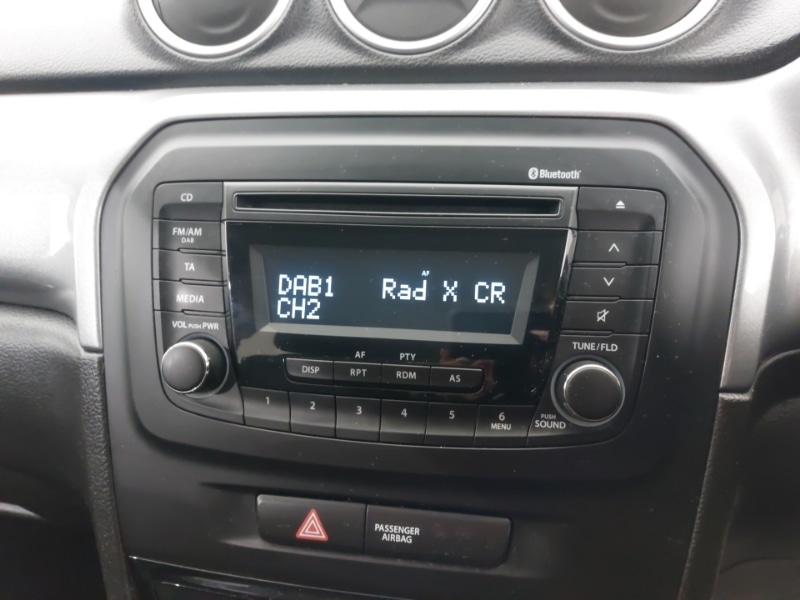 Bluetooth
CD
FM/AM
DAB
TA
MEDIA
VOL PUSH PWR
AF
DAB1 Rad X CR
CH2
AF PTY
DISP RPT RDM AS
1 2 3 4 5 6
MENU
TUNE/FLD
PUSH
SOUND
PASSENGER
AIRBAG